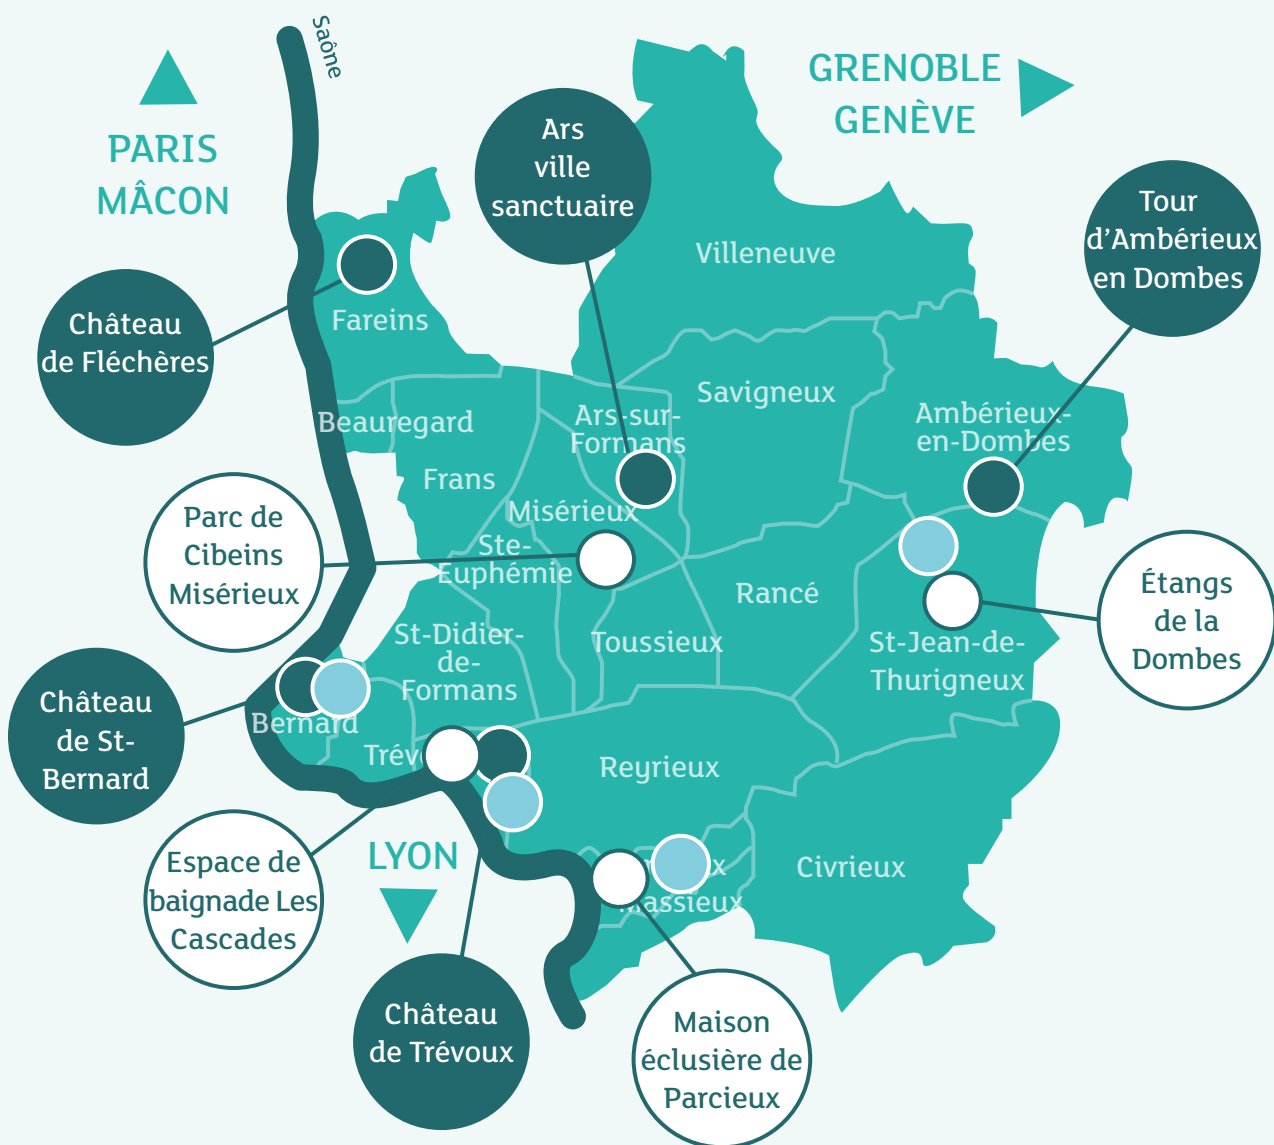 Saône
PARIS
MÂCON
GRENOBLE
GENÈVE
Ars
ville
sanctuaire
Tour
d'Ambérieux
en Dombes
Villeneuve
Château
de Fléchères
Fareins
Savigneux
Beauregard
Ars-sur-
Formans
Ambérieux-
en-Dombes
Frans
Parc de
Cibeins
Misérieux
Misérieux
Ste-
Euphémie
Rancé
Étangs
de la
Dombes
St-Didier-
de-
Formans
Toussieux
St-Jean-de-
Thurigneux
Château
de St-
Bernard
Bernard
Reyrieux
LYON
Espace de
baignade Les
Cascades
Civrieux
Massieux
Château
de Trévoux
Maison
éclusière de
Parcieux